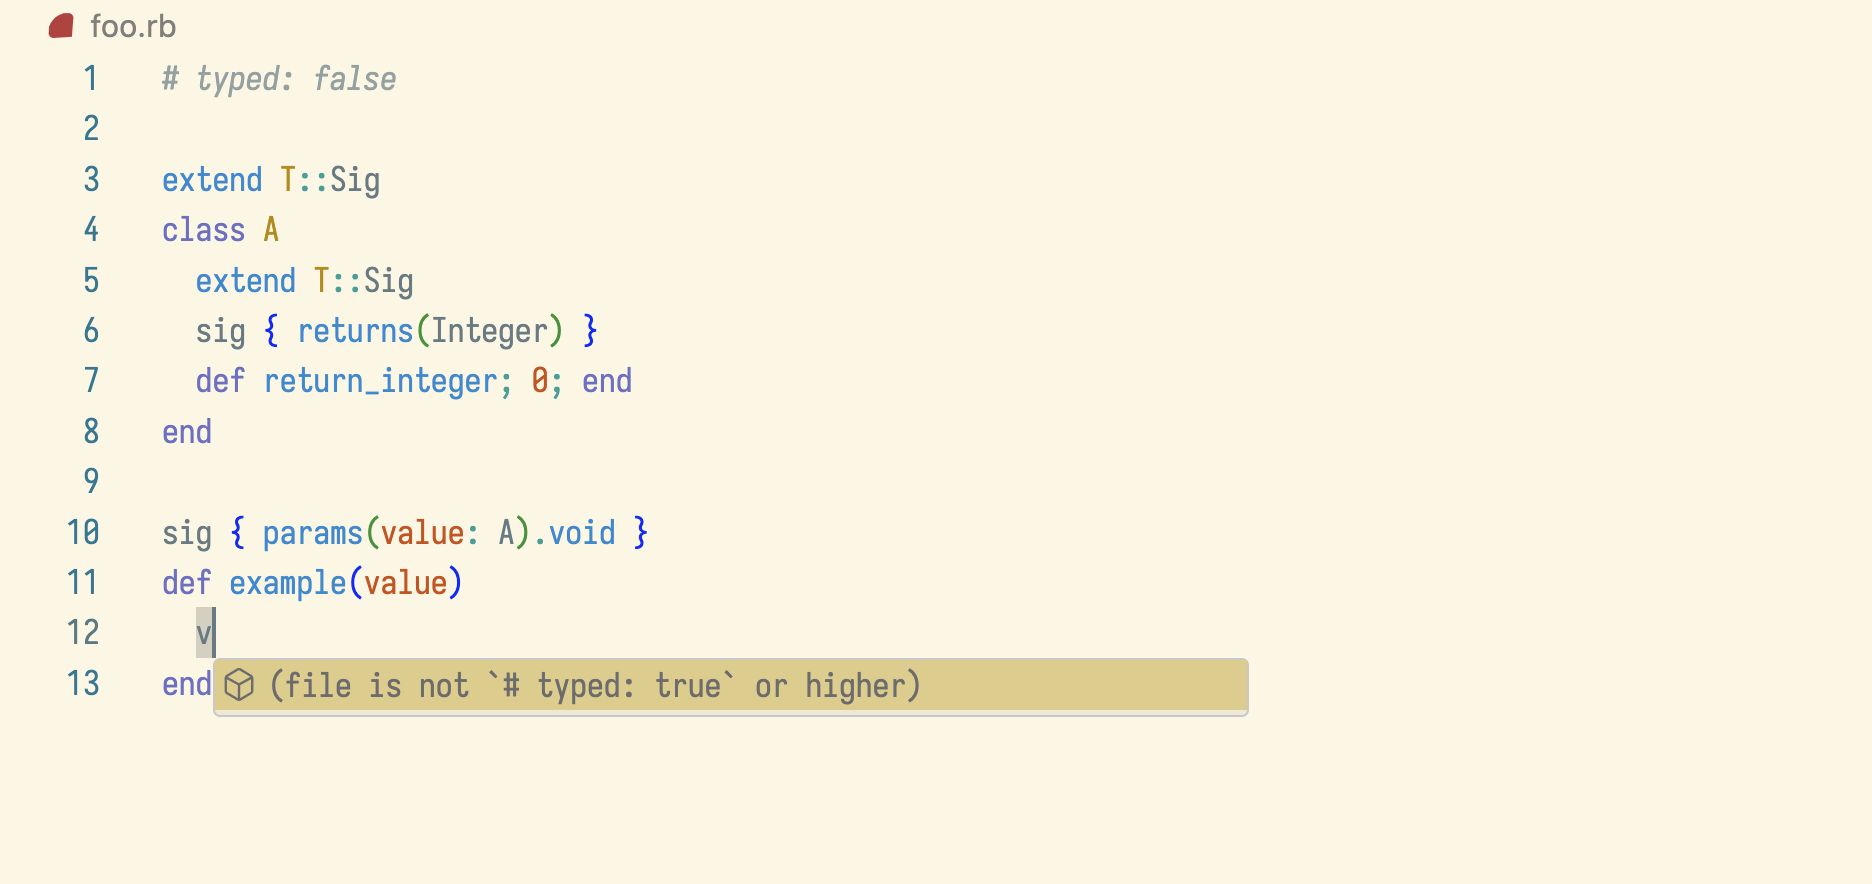 foo.rb
1 # typed: false
2
3 extend T::Sig
4 class A
5   extend T::Sig
6   sig { returns(Integer) }
7   def return_integer; 0; end
8 end
9
10 sig { params(value: A).void }
11 def example(value)
12   v
13 end (file is not `# typed: true` or higher)